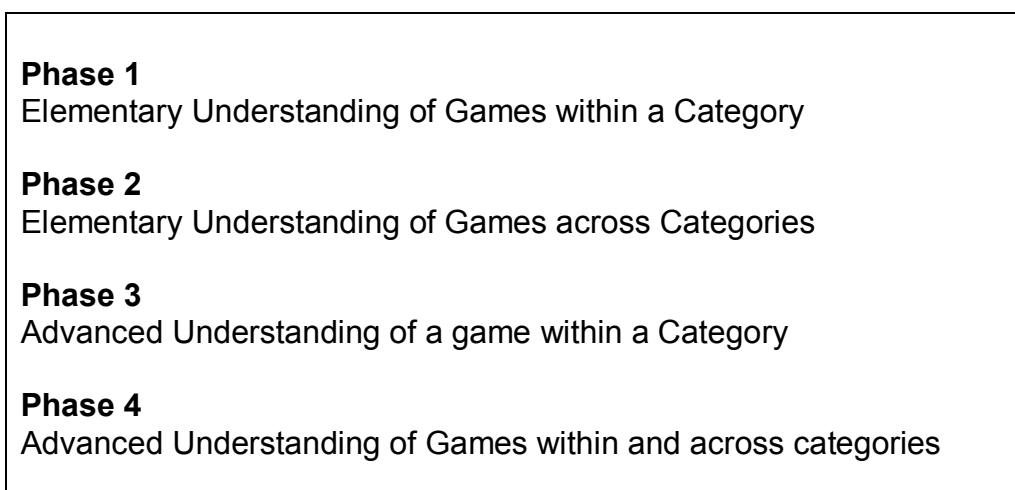 Phase 1
Elementary Understanding of Games within a Category
Phase 2
Elementary Understanding of Games across Categories
Phase 3
Advanced Understanding of a game within a Category
Phase 4
Advanced Understanding of Games within and across categories